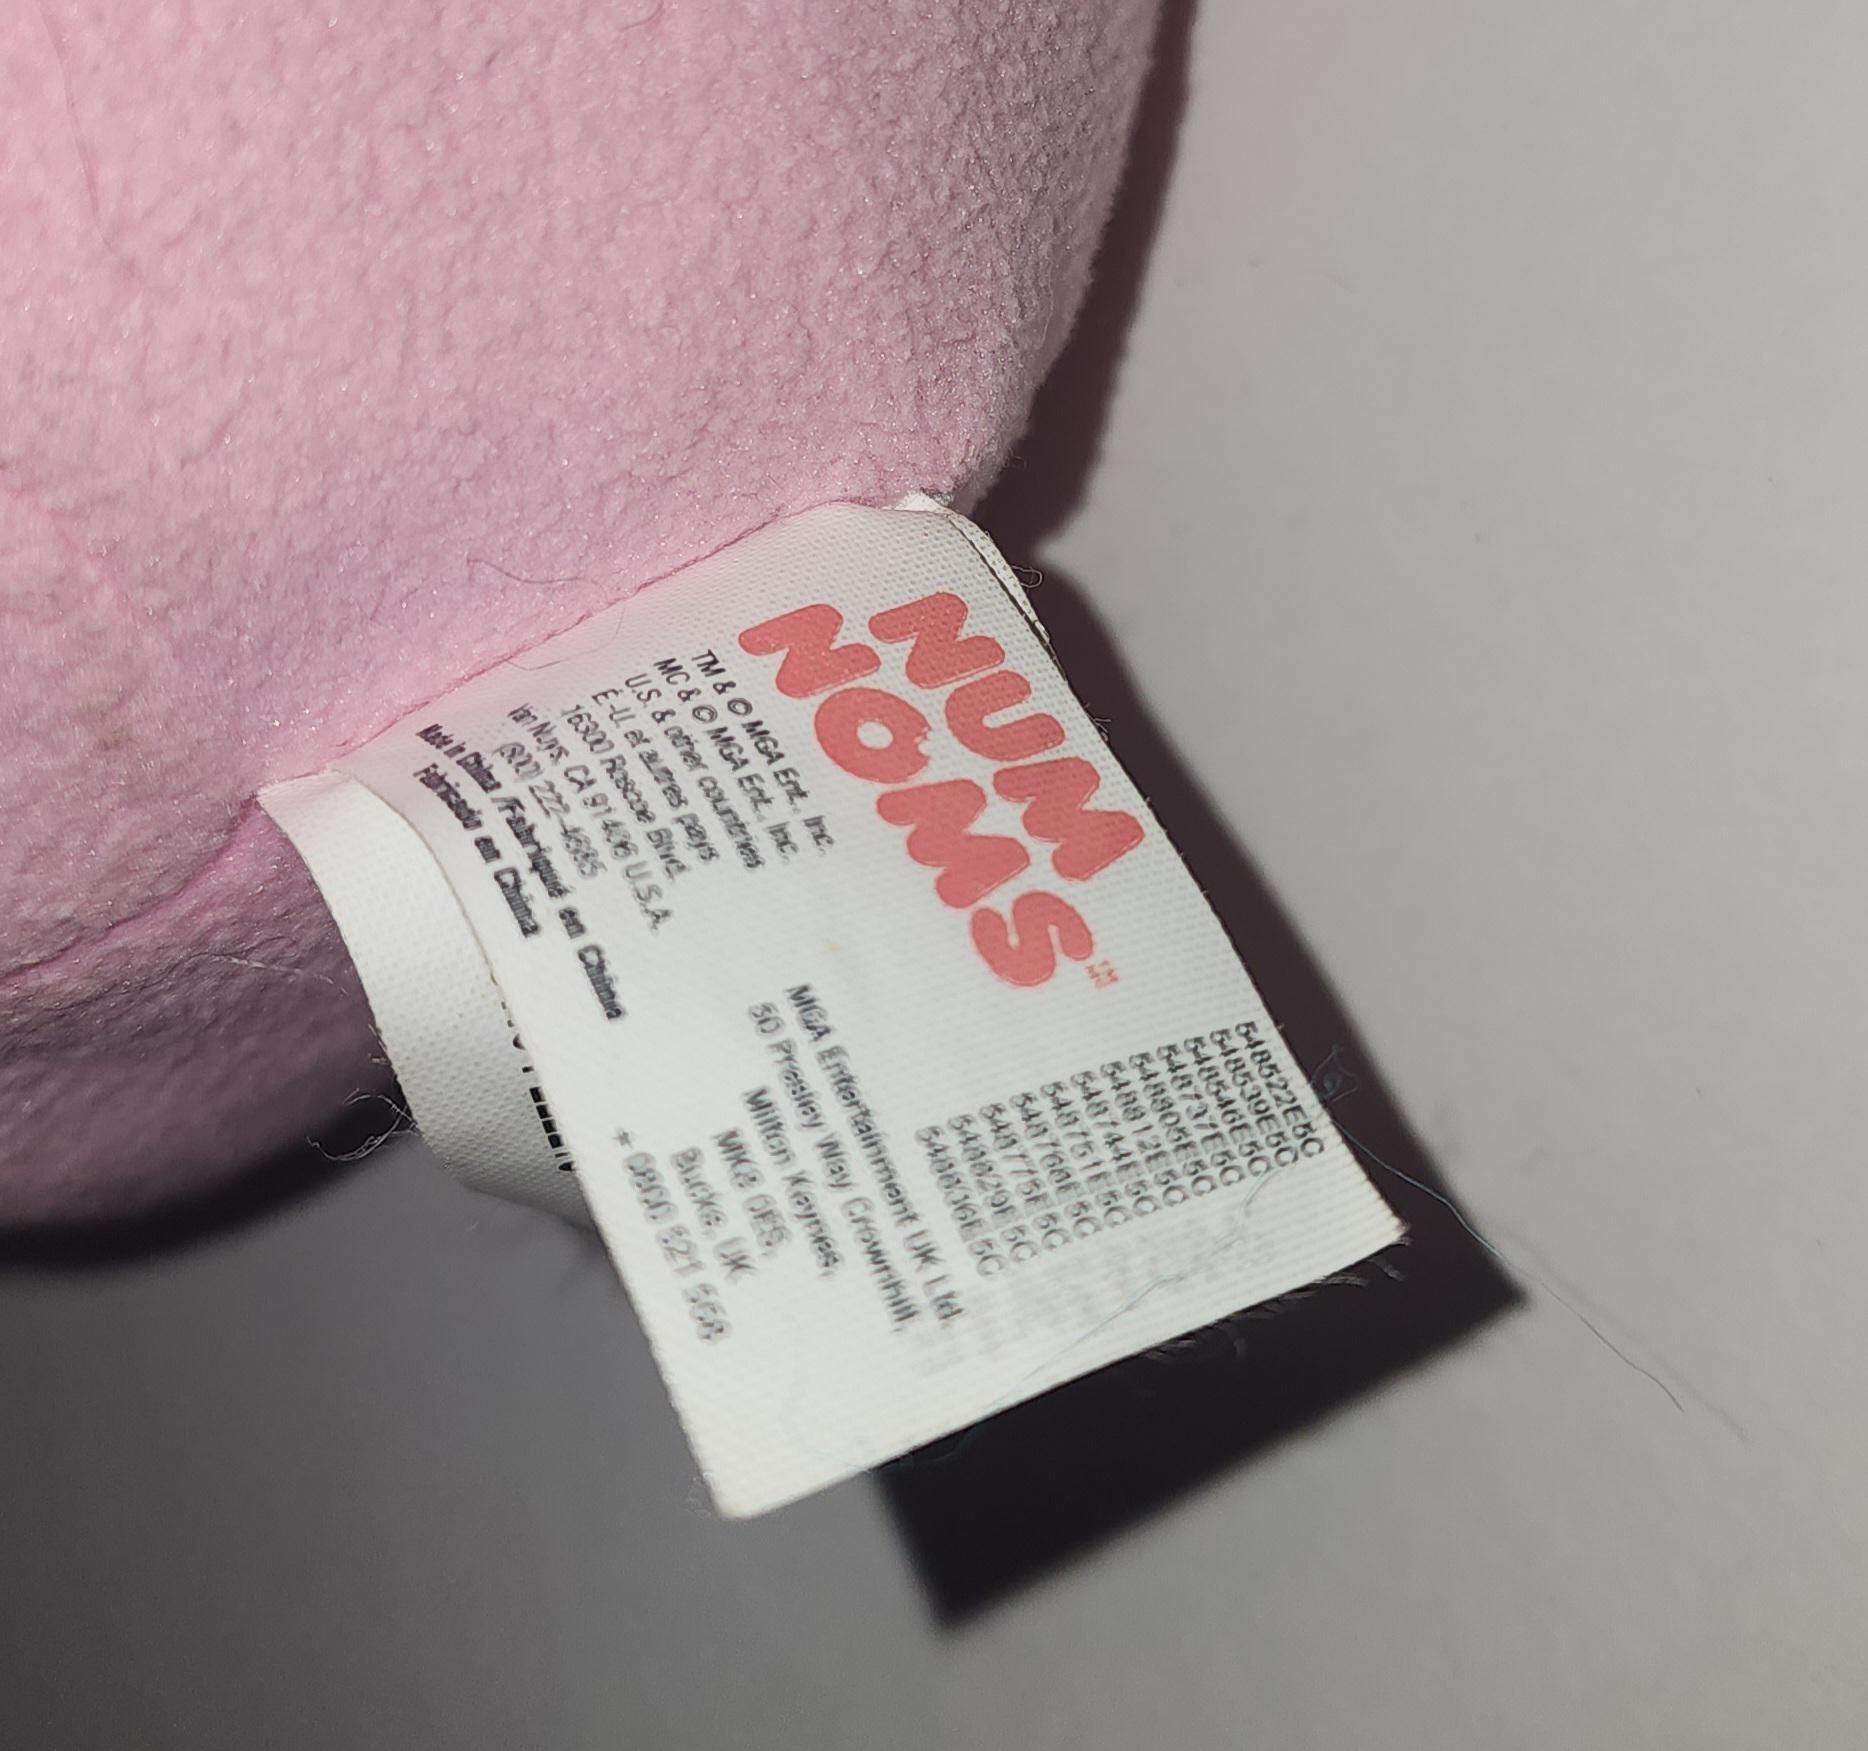 NUM
NOMS™
MC
TM & © MGA Ent., Inc.
MC & © MGA Ent., Inc.
U.S. & other countries
É-U. et autres pays
16300 Roscoe Blvd.
Van Nuys, CA 91406 U.S.A.
(800) 222-4685
Made in China /Fabriqué en Chine
Fabricado en China
548522E5C
548539E5C
548546E5C
548737E5C
548805E5C
548812E5C
548744E5C
548751E5C
548768E5C
548775E5C
548829E5C
548836E5C
MGA Entertainment UK Ltd.
50 Presley Way Crownhill,
Milton Keynes,
MK8 0ES,
Bucks, UK
* 0800 521 558